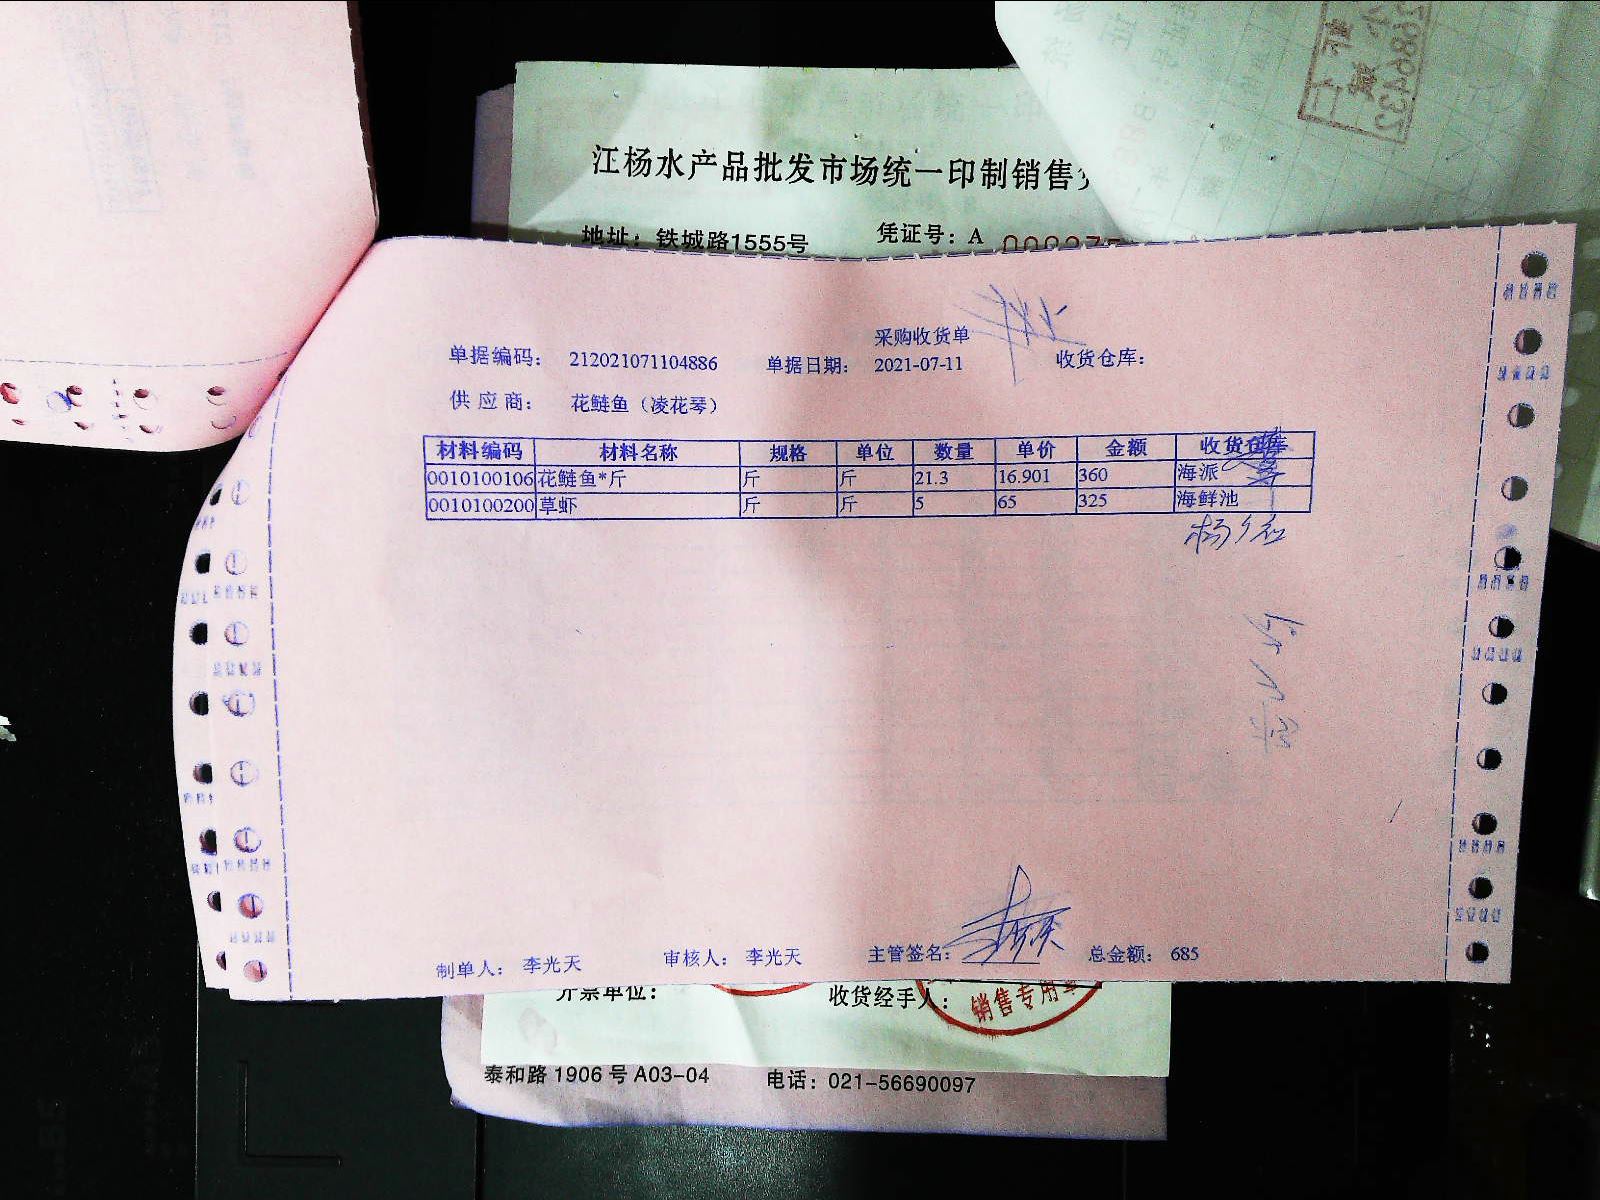 江杨水产品批发市场统一印制销售
地址：铁城路1555号 凭证号：A
采购收货单
单据编码： 212021071104886 单据日期： 2021-07-11 收货仓库：
供应商： 花鲢鱼（凌花琴）
材料编码 材料名称 规格 单位 数量 单价 金额 收货仓库
0010100106 花鲢鱼*斤 斤 斤 21.3 16.901 360 海派
0010100200 草虾 斤 斤 5 65 325 海鲜池
制单人： 李光天 审核人： 李光天 主管签名： 总金额： 685
开票单位： 收货经手人：
销售专用章
泰和路 1906 号 A03-04 电话：021-56690097